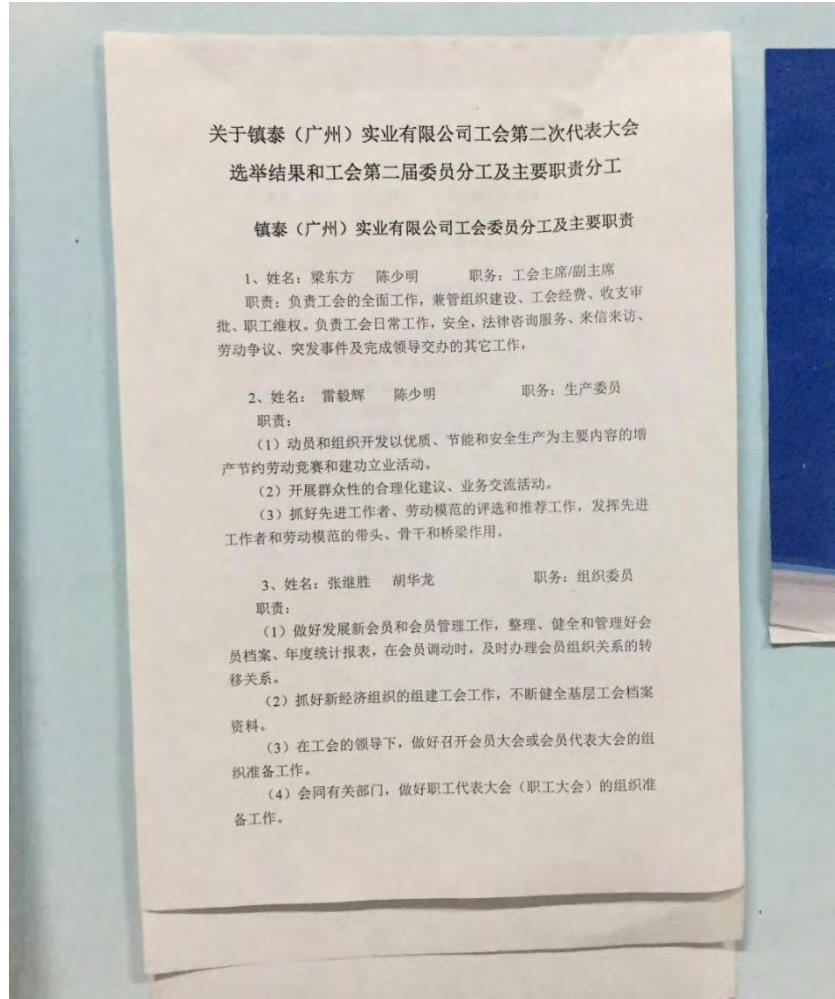 关于镇泰（广州）实业有限公司工会第二次代表大会
选举结果和工会第二届委员分工及主要职责分工
镇泰（广州）实业有限公司工会委员分工及主要职责
1、姓名：梁东方 陈少明 职务：工会主席/副主席
职责：负责工会的全面工作，兼管组织建设、工会经费、收支审
批、职工维权。负责工会日常工作，安全，法律咨询服务、来信来访、
劳动争议、突发事件及完成领导交办的其它工作，
2、姓名： 雷毅辉 陈少明 职务：生产委员
职责：
（1）动员和组织开发以优质、节能和安全生产为主要内容的增
产节约劳动竞赛和建功立业活动。
（2）开展群众性的合理化建议、业务交流活动。
（3）抓好先进工作者、劳动模范的评选和推荐工作，发挥先进
工作者和劳动模范的带头、骨干和桥梁作用。
3、姓名：张继胜 胡华龙 职务：组织委员
职责：
（1）做好发展新会员和会员管理工作，整理、健全和管理好会
员档案、年度统计报表，在会员调动时，及时办理会员组织关系的转
移关系。
（2）抓好新经济组织的组建工会工作，不断健全基层工会档案
资料。
（3）在工会的领导下，做好召开会员大会或会员代表大会的组
织准备工作。
（4）会同有关部门，做好职工代表大会（职工大会）的组织准
备工作。